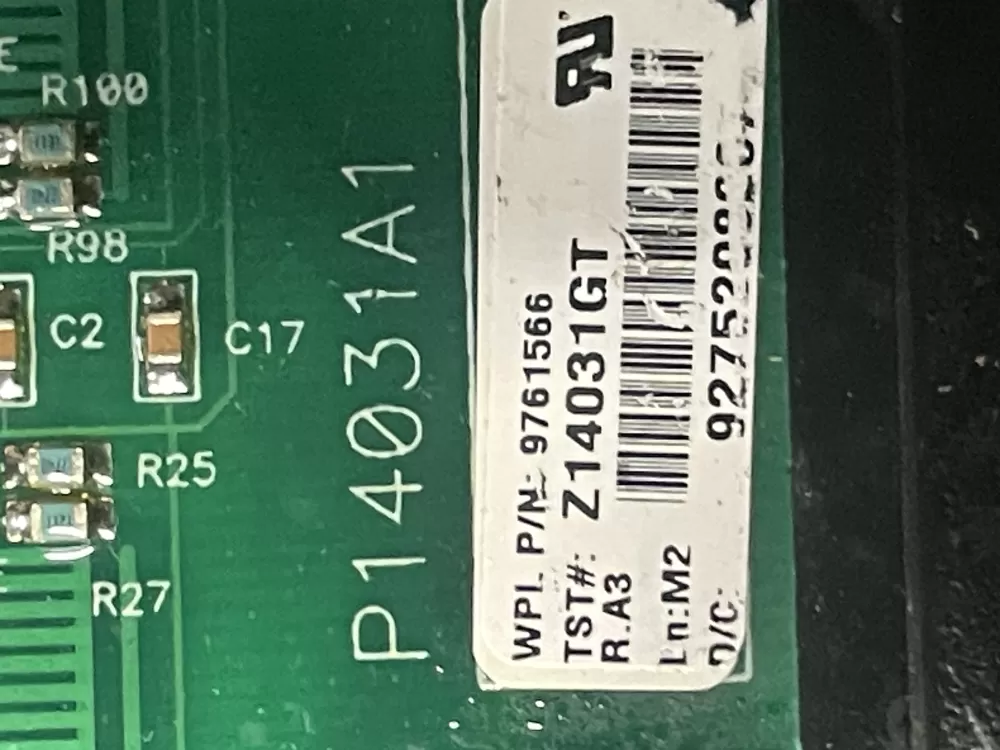 R100
R98
C2
C17
R25
R27
P14031A1
WPL P/N: 9761566
TST#: Z14031GT
R.A3
Ln:M2
D/C: